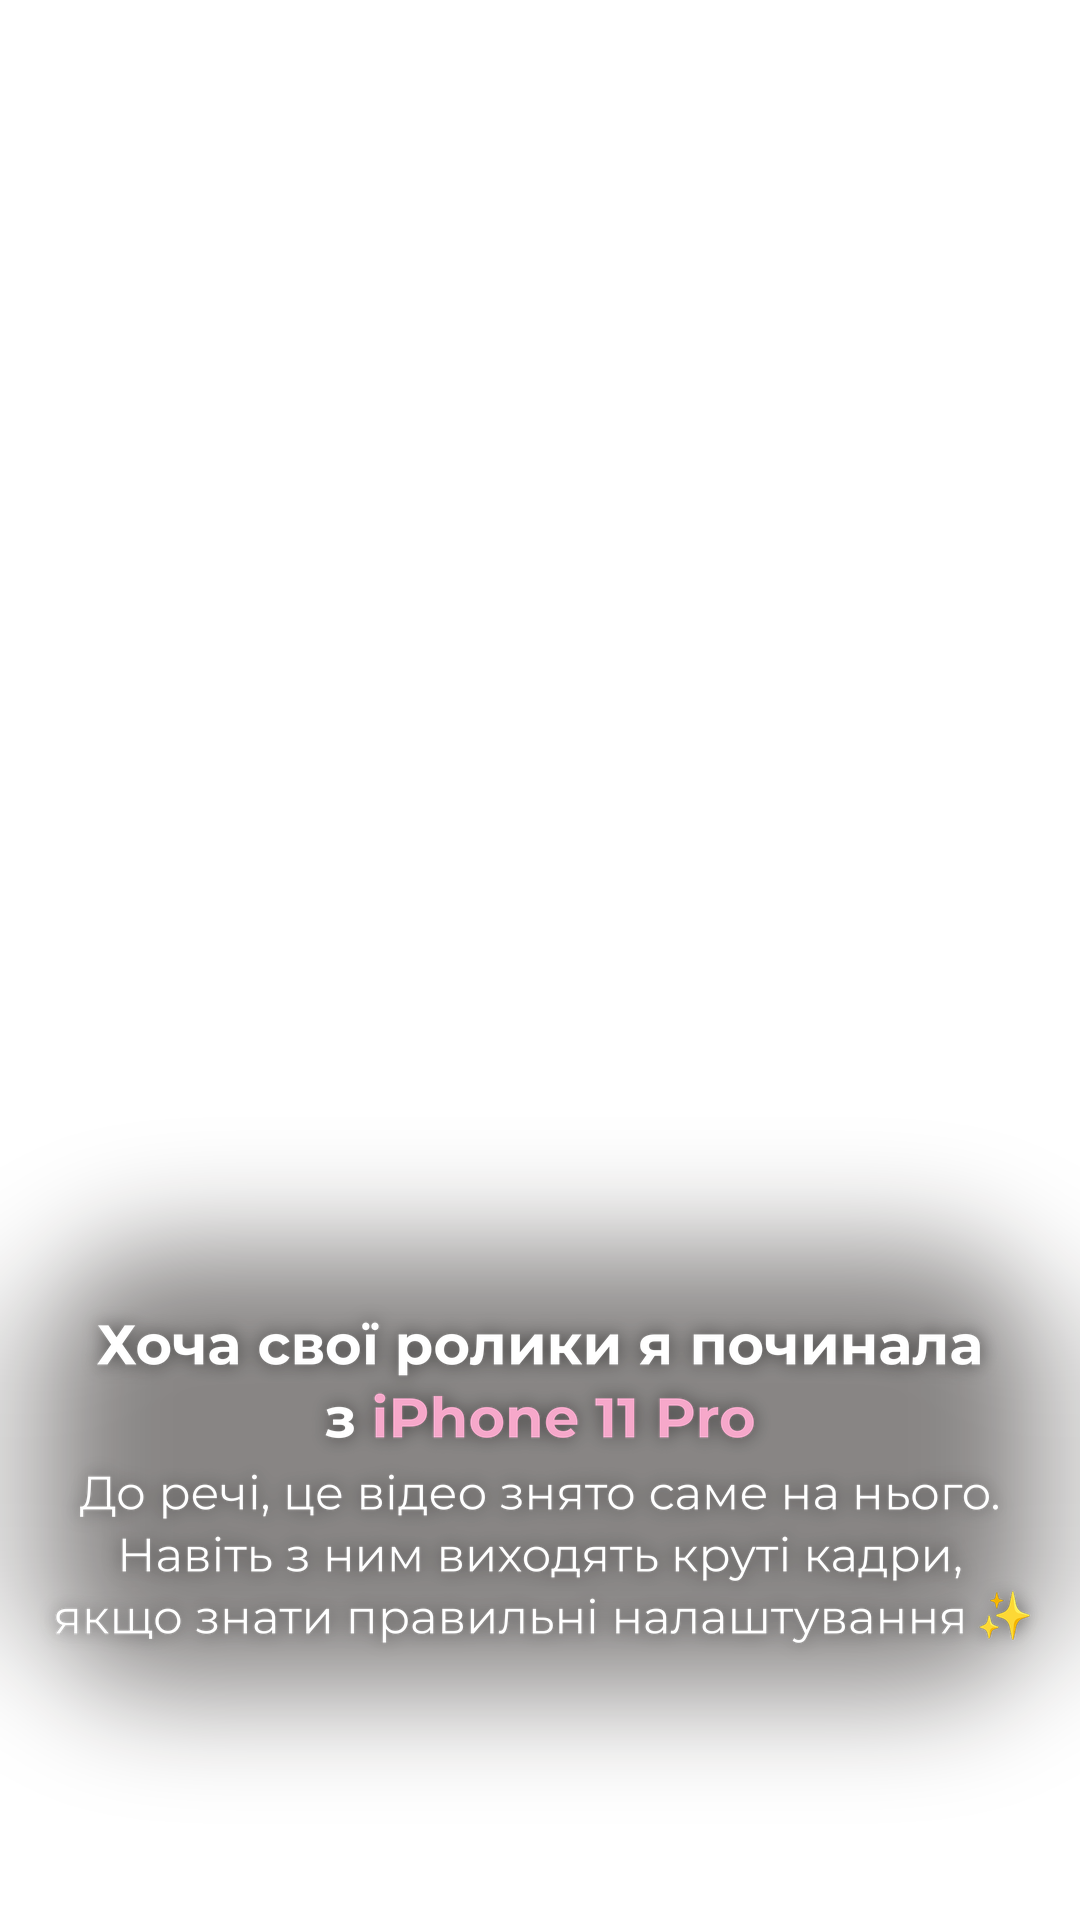 Хоча свої ролики я починала
з iPhone 11 Pro
До речі, це відео знято саме на нього.
Навіть з ним виходять круті кадри,
якщо знати правильні налаштування ✨